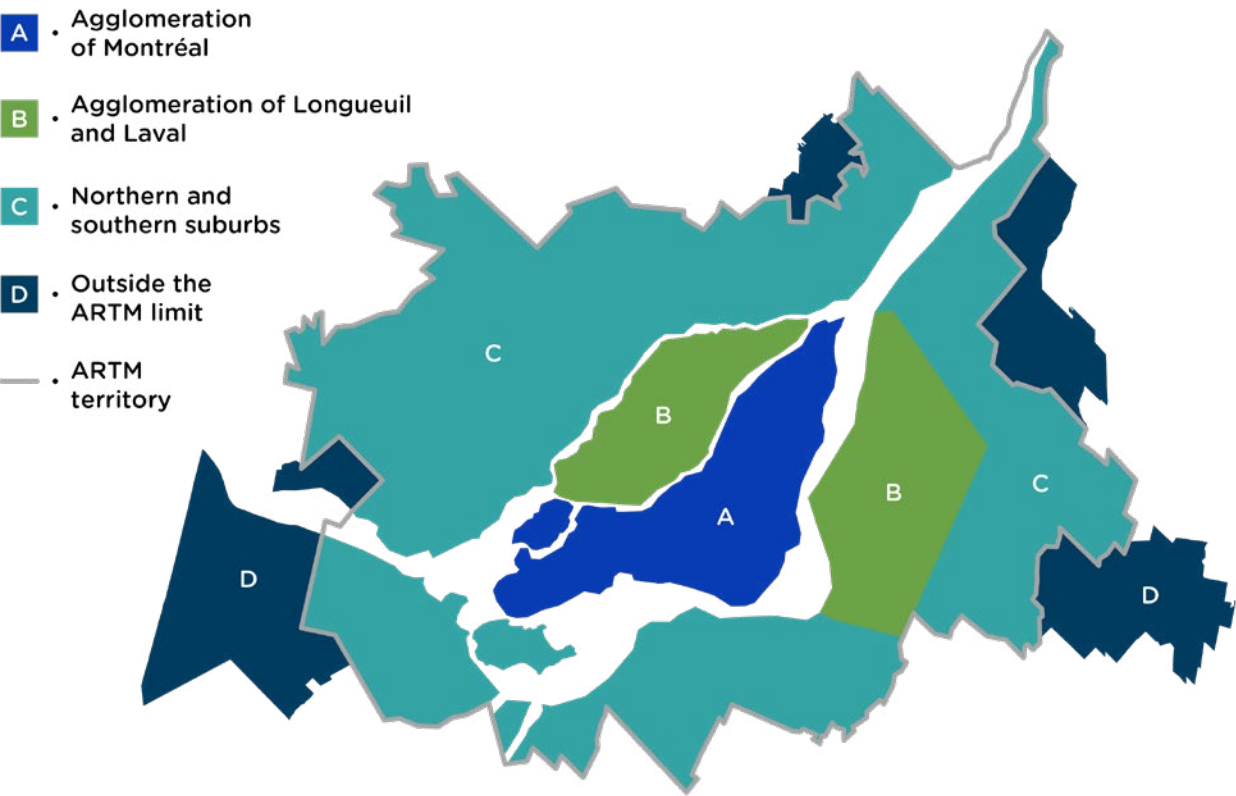 A • Agglomeration
of Montréal
B • Agglomeration of Longueuil
and Laval
C • Northern and
southern suburbs
D • Outside the
ARTM limit
• ARTM
territory
C
B
A
B
C
D
D